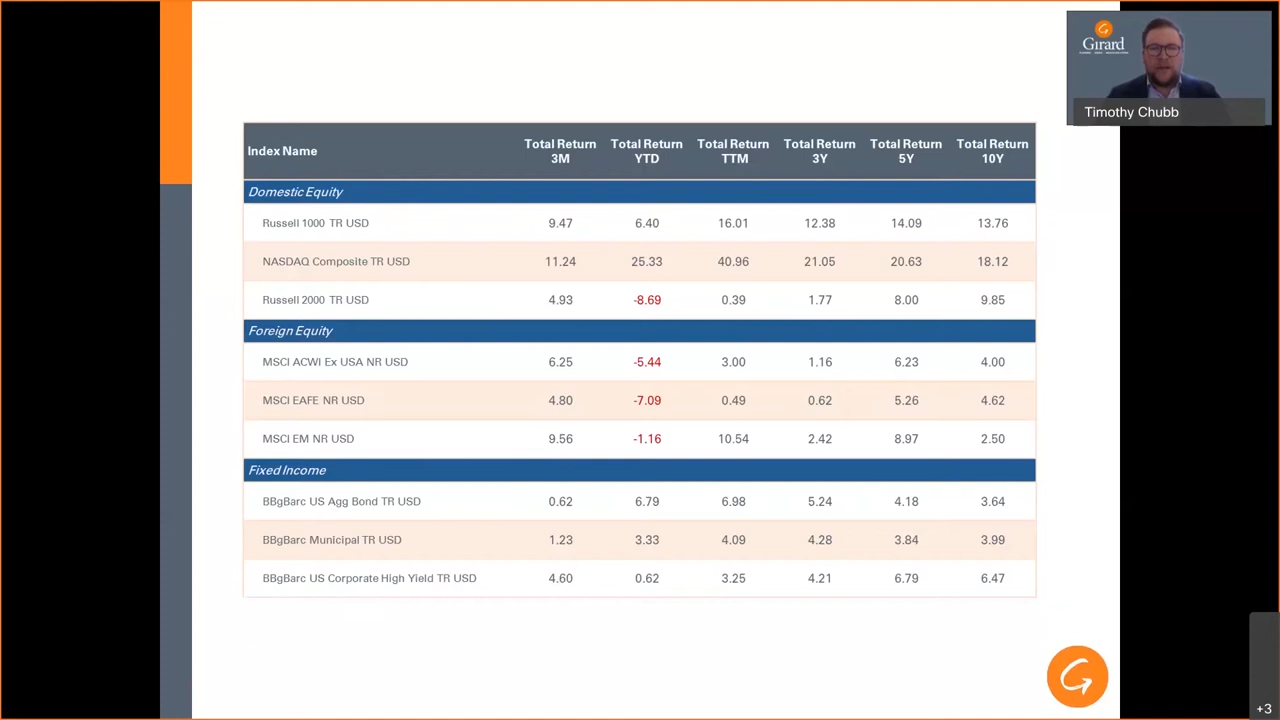 Girard
Timothy Chubb
Index Name Total Return 3M Total Return YTD Total Return TTM Total Return 3Y Total Return 5Y Total Return 10Y
Domestic Equity
Russell 1000 TR USD 9.47 6.40 16.01 12.38 14.09 13.76
NASDAQ Composite TR USD 11.24 25.33 40.96 21.05 20.63 18.12
Russell 2000 TR USD 4.93 -8.69 0.39 1.77 8.00 9.85
Foreign Equity
MSCI ACWI Ex USA NR USD 6.25 -5.44 3.00 1.16 6.23 4.00
MSCI EAFE NR USD 4.80 -7.09 0.49 0.62 5.26 4.62
MSCI EM NR USD 9.56 -1.16 10.54 2.42 8.97 2.50
Fixed Income
BBgBarc US Agg Bond TR USD 0.62 6.79 6.98 5.24 4.18 3.64
BBgBarc Municipal TR USD 1.23 3.33 4.09 4.28 3.84 3.99
BBgBarc US Corporate High Yield TR USD 4.60 0.62 3.25 4.21 6.79 6.47
+3